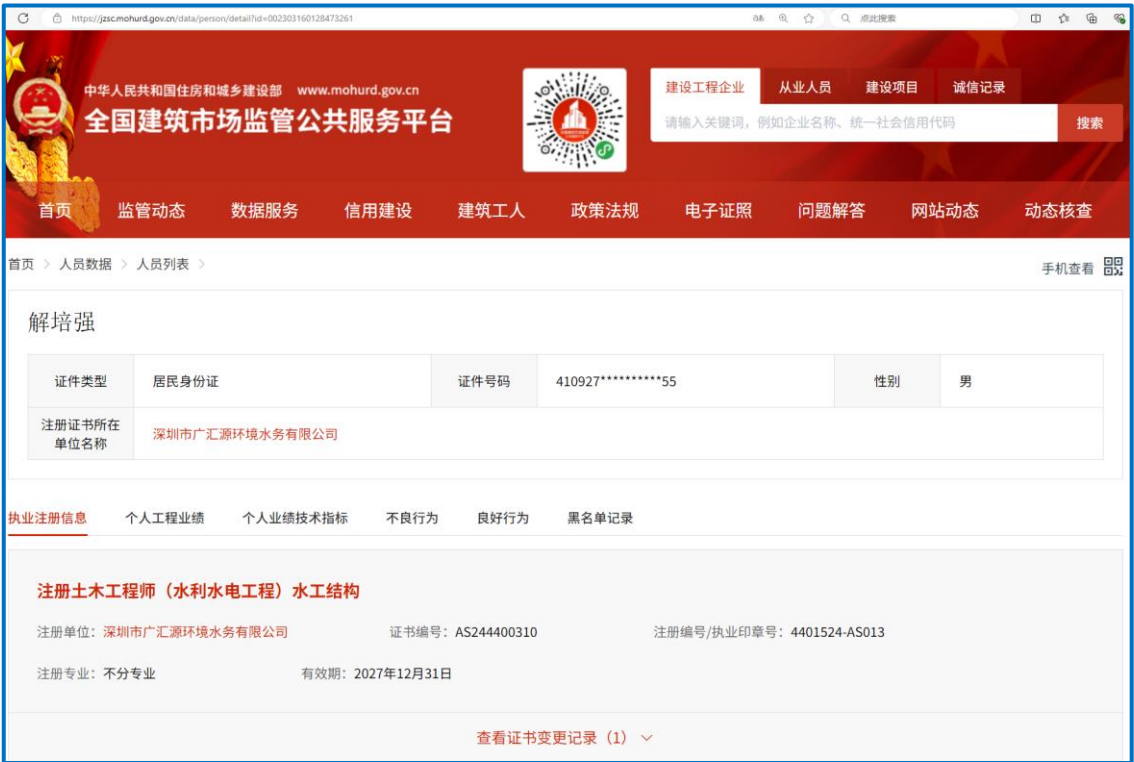 https://jzsc.mohurd.gov.cn/data/person/detail?id=002303160128473261 点此搜索
中华人民共和国住房和城乡建设部 www.mohurd.gov.cn
全国建筑市场监管公共服务平台
建设工程企业 从业人员 建设项目 诚信记录
请输入关键词，例如企业名称、统一社会信用代码 搜索
首页 监管动态 数据服务 信用建设 建筑工人 政策法规 电子证照 问题解答 网站动态 动态核查
首页 > 人员数据 > 人员列表 > 手机查看
解培强
证件类型 居民身份证 证件号码 410927**********55 性别 男
注册证书所在
单位名称 深圳市广汇源环境水务有限公司
执业注册信息 个人工程业绩 个人业绩技术指标 不良行为 良好行为 黑名单记录
注册土木工程师（水利水电工程）水工结构
注册单位：深圳市广汇源环境水务有限公司 证书编号：AS244400310 注册编号/执业印章号：4401524-AS013
注册专业：不分专业 有效期：2027年12月31日
查看证书变更记录（1）